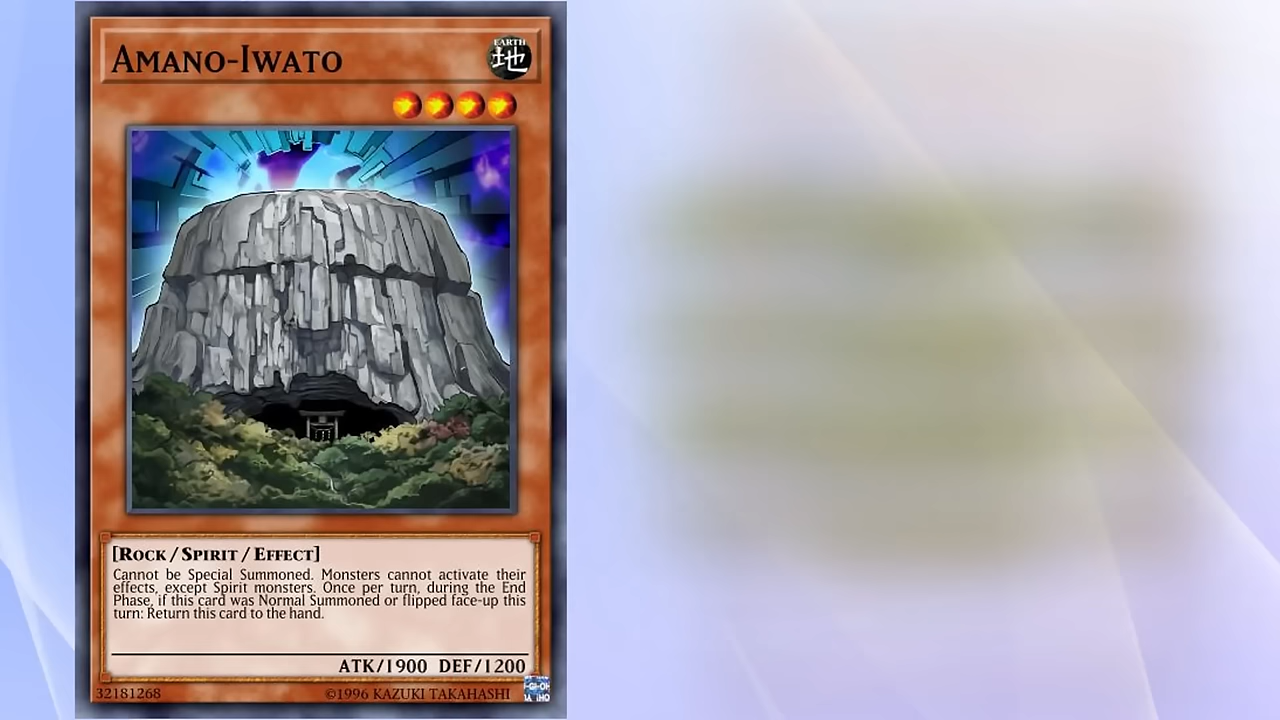 Amano-Iwato
EARTH
地
[Rock / Spirit / Effect]
Cannot be Special Summoned. Monsters cannot activate their
effects, except Spirit monsters. Once per turn, during the End
Phase, if this card was Normal Summoned or flipped face-up this
turn: Return this card to the hand.
ATK/1900 DEF/1200
32181268
©1996 KAZUKI TAKAHASHI